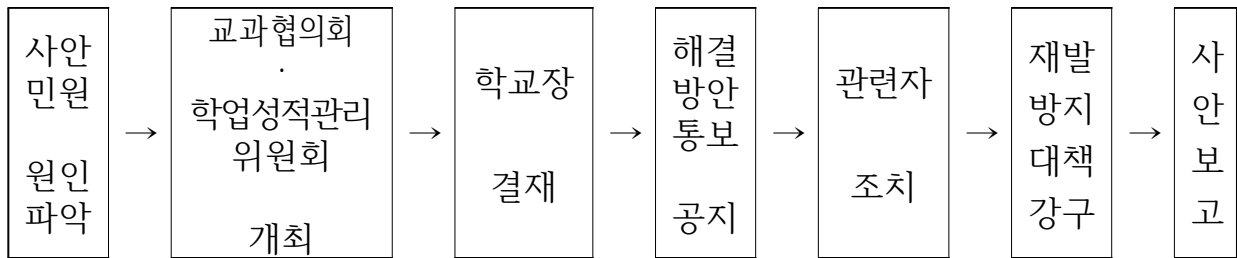 사안
민원
원인
파악
→
교과협의회
·
학업성적관리
위원회
개최
→
학교장
결재
→
해결
방안
통보
공지
→
관련자
조치
→
재발
방지
대책
강구
→
사
안
보
고